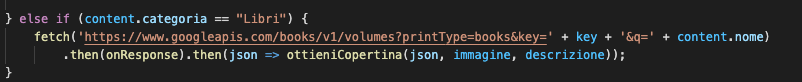 } else if (content.categoria == "Libri") {
fetch('https://www.googleapis.com/books/v1/volumes?printType=books&key=' + key + '&q=' + content.nome)
.then(onResponse).then(json => ottieniCopertina(json, immagine, descrizione));
}